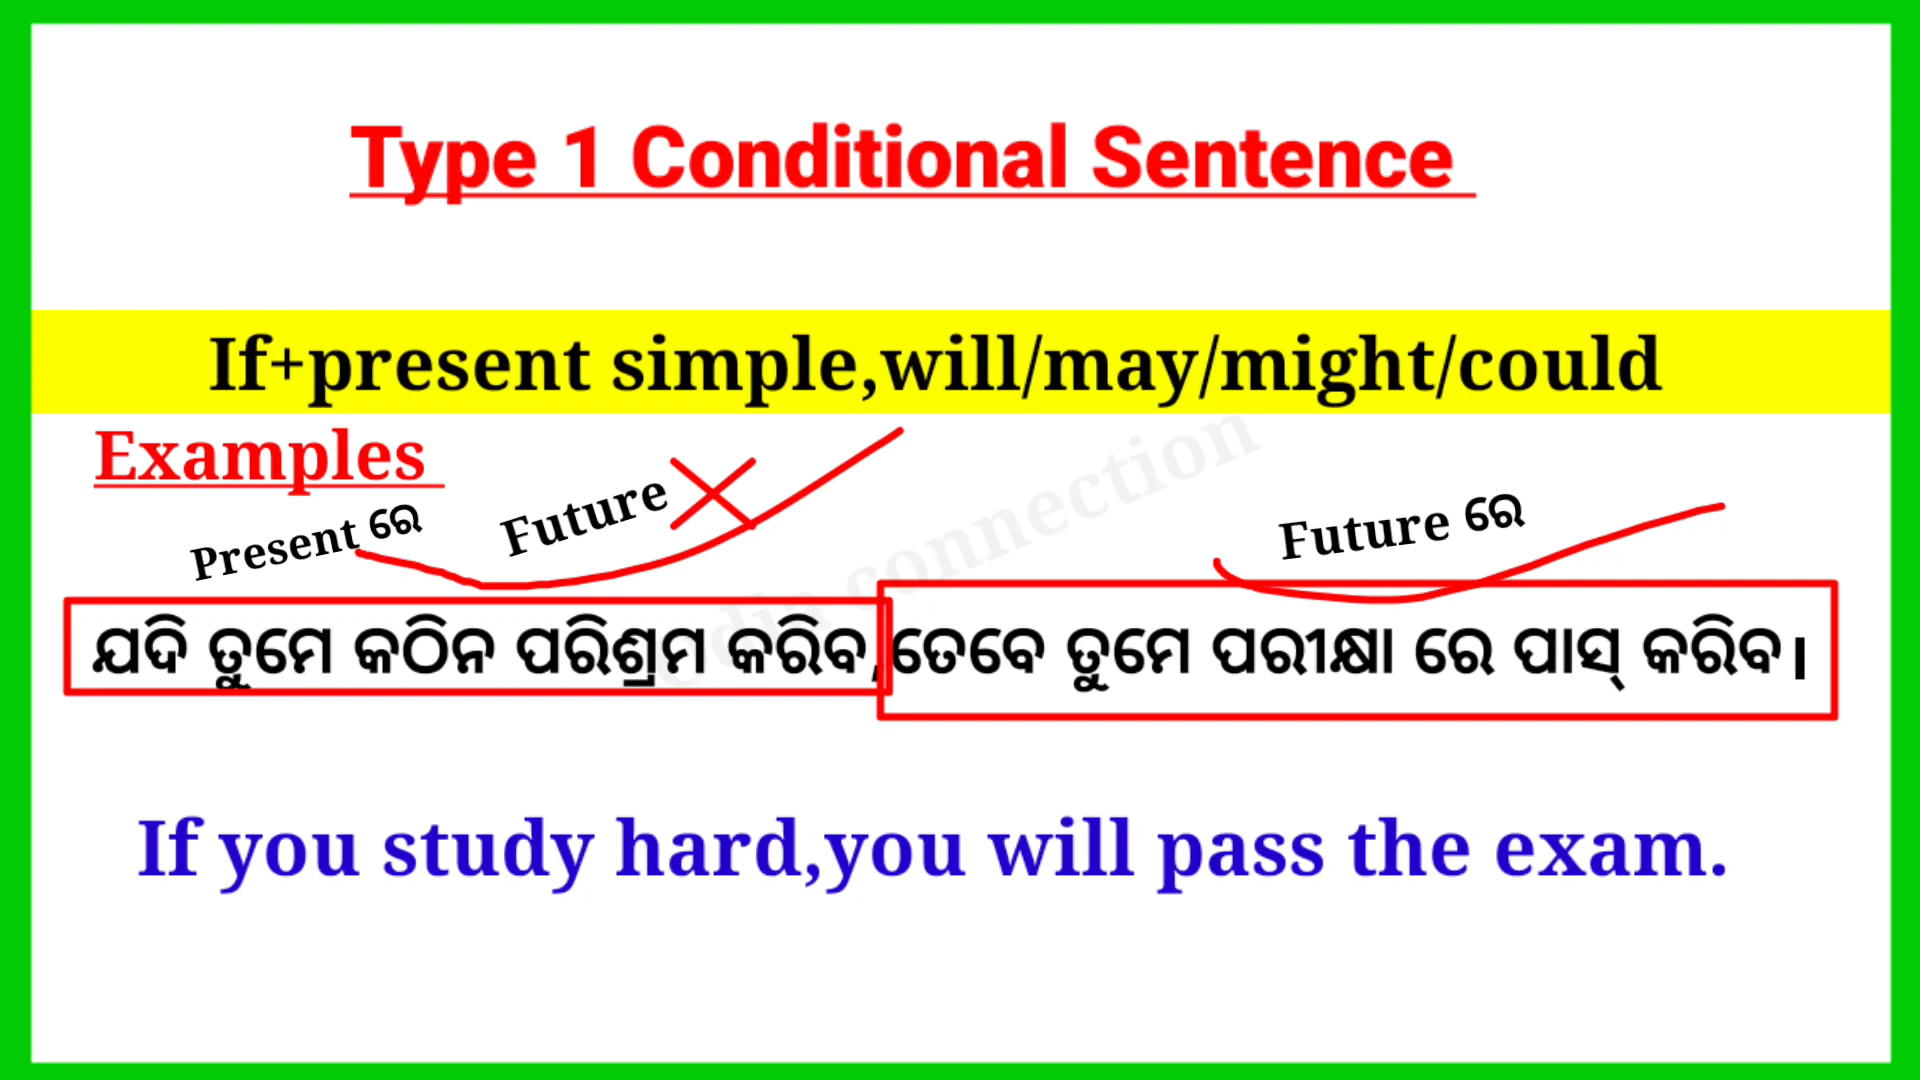 Type 1 Conditional Sentence
If+present simple,will/may/might/could
Examples
Present ରେ
Future
Future ରେ
ଯଦି ତୁମେ କଠିନ ପରିଶ୍ରମ କରିବ,ତେବେ ତୁମେ ପରୀକ୍ଷା ରେ ପାସ୍ କରିବ।
connection
If you study hard,you will pass the exam.